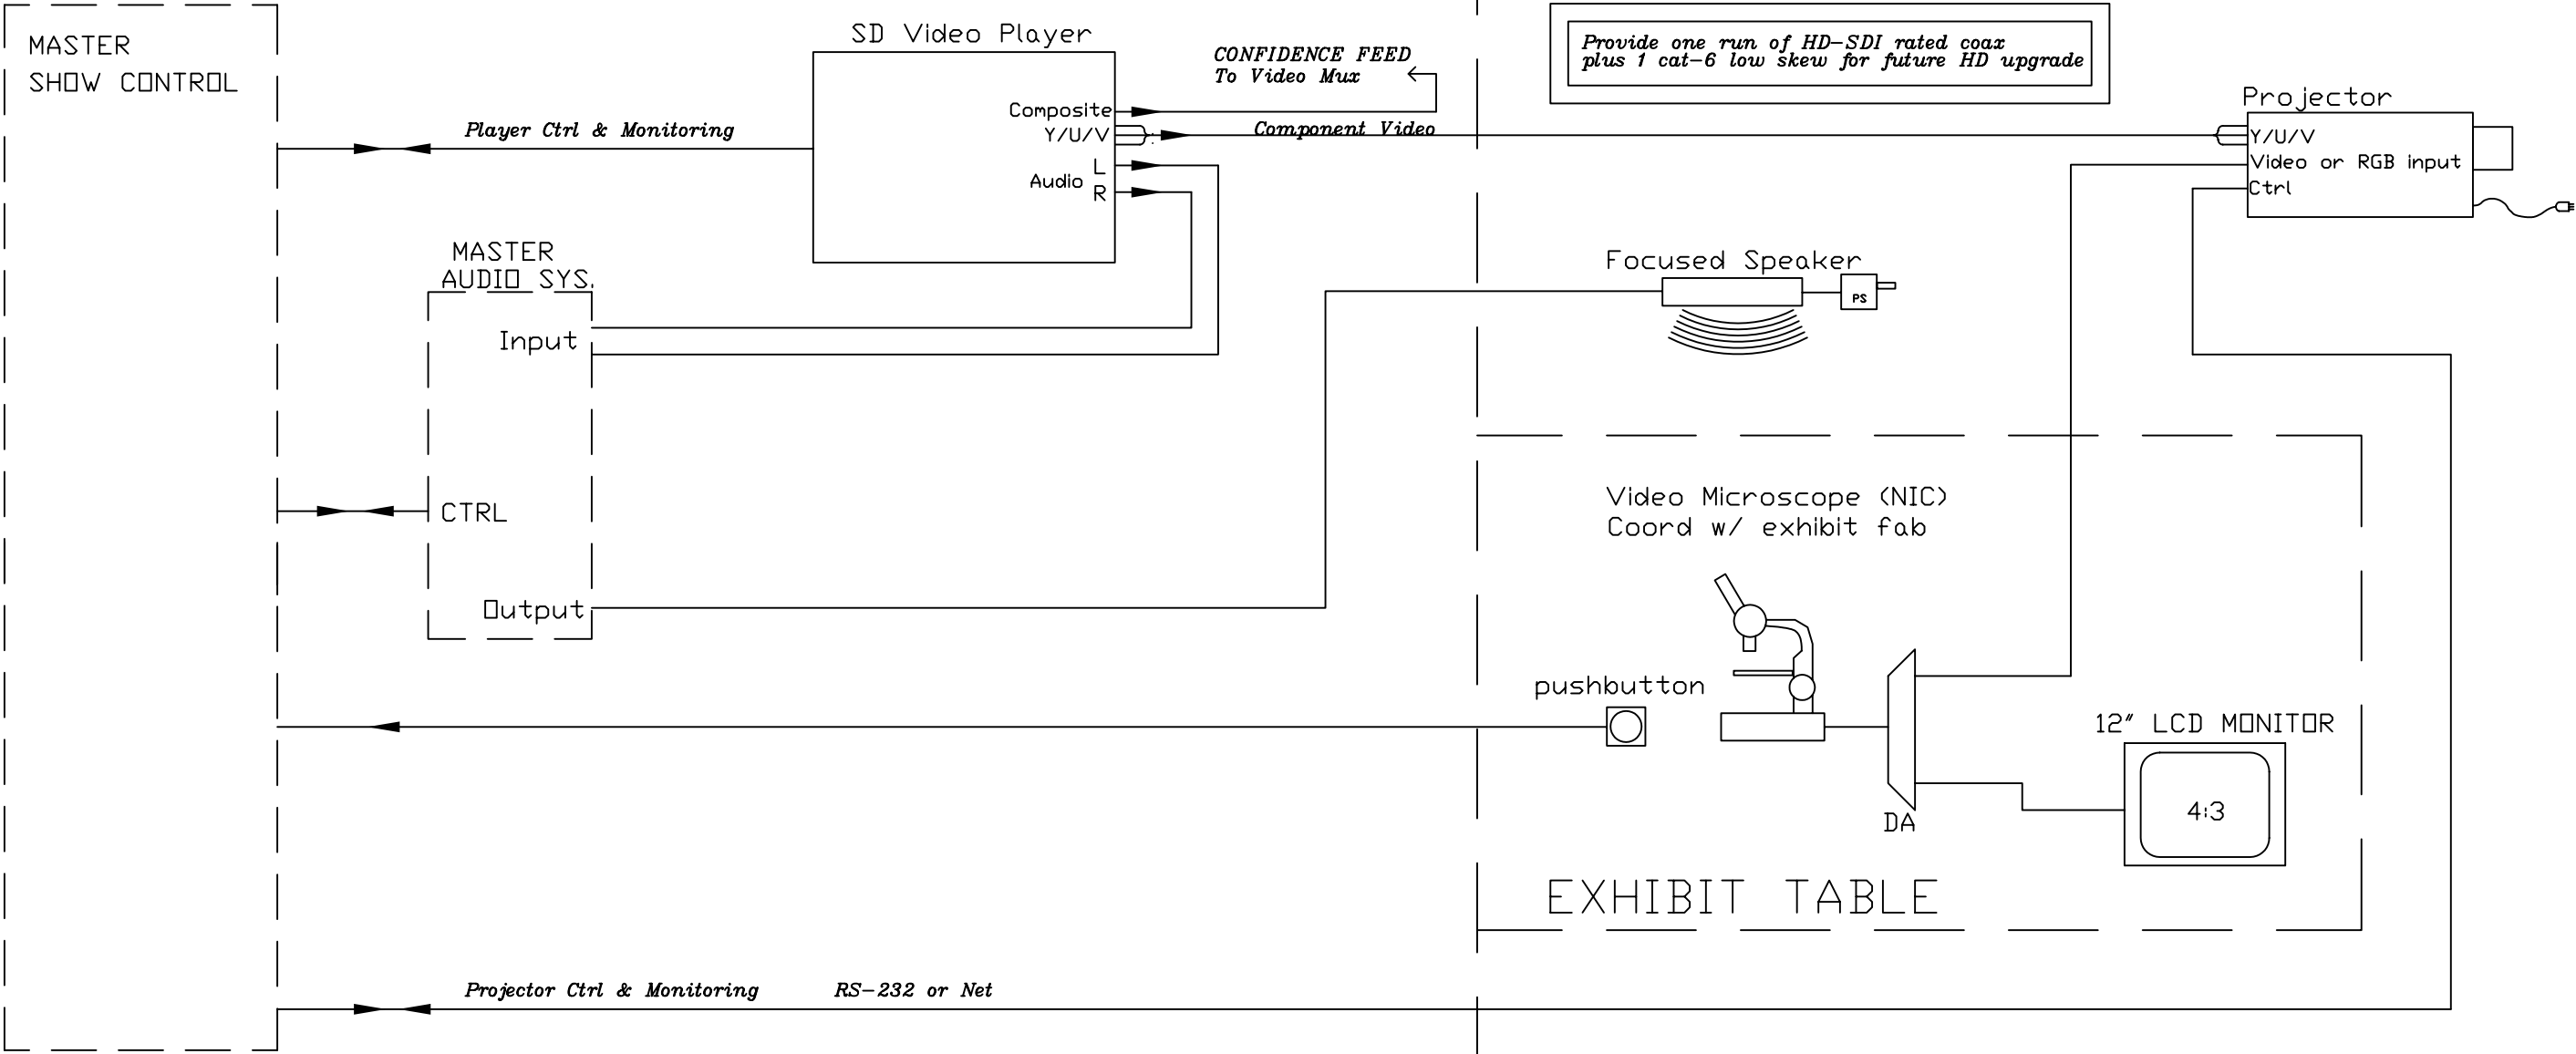 MASTER
SHOW CONTROL
SD Video Player
Composite
Y/U/V
Audio
L
R
CONFIDENCE FEED
To Video Mux
Player Ctrl & Monitoring
Component Video
Provide one run of HD-SDI rated coax
plus 1 cat-6 low skew for future HD upgrade
Projector
Y/U/V
Video or RGB input
Ctrl
MASTER
AUDIO SYS.
Input
CTRL
Output
Focused Speaker
PS
Video Microscope (NIC)
Coord w/ exhibit fab
pushbutton
DA
12" LCD MONITOR
4:3
EXHIBIT TABLE
Projector Ctrl & Monitoring RS-232 or Net